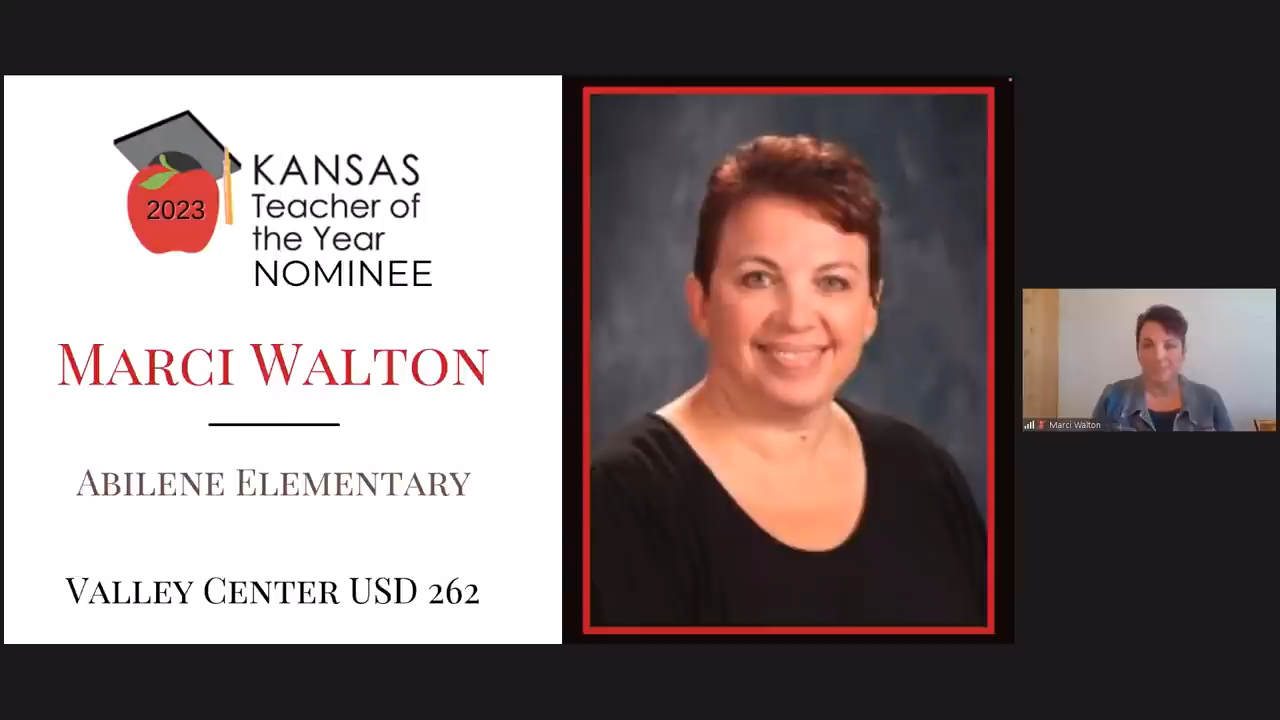 2023
KANSAS
Teacher of
the Year
NOMINEE
MARCI WALTON
ABILENE ELEMENTARY
VALLEY CENTER USD 262
Marci Walton